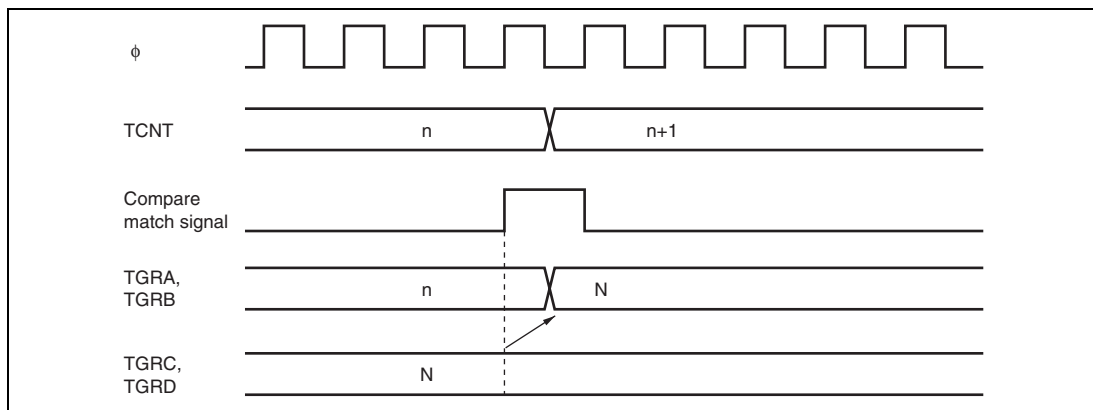 ϕ
TCNT
n
n+1
Compare
match signal
TGRA,
TGRB
n
N
TGRC,
TGRD
N